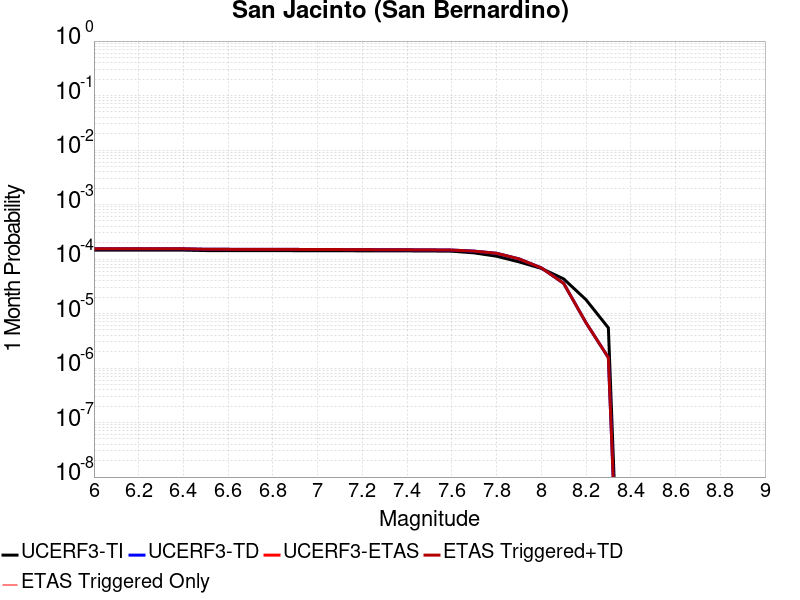 San Jacinto (San Bernardino)
1 Month Probability
10^0
10^-1
10^-2
10^-3
10^-4
10^-5
10^-6
10^-7
10^-8
6 6.2 6.4 6.6 6.8 7 7.2 7.4 7.6 7.8 8 8.2 8.4 8.6 8.8 9
Magnitude
UCERF3-TI UCERF3-TD UCERF3-ETAS ETAS Triggered+TD
ETAS Triggered Only